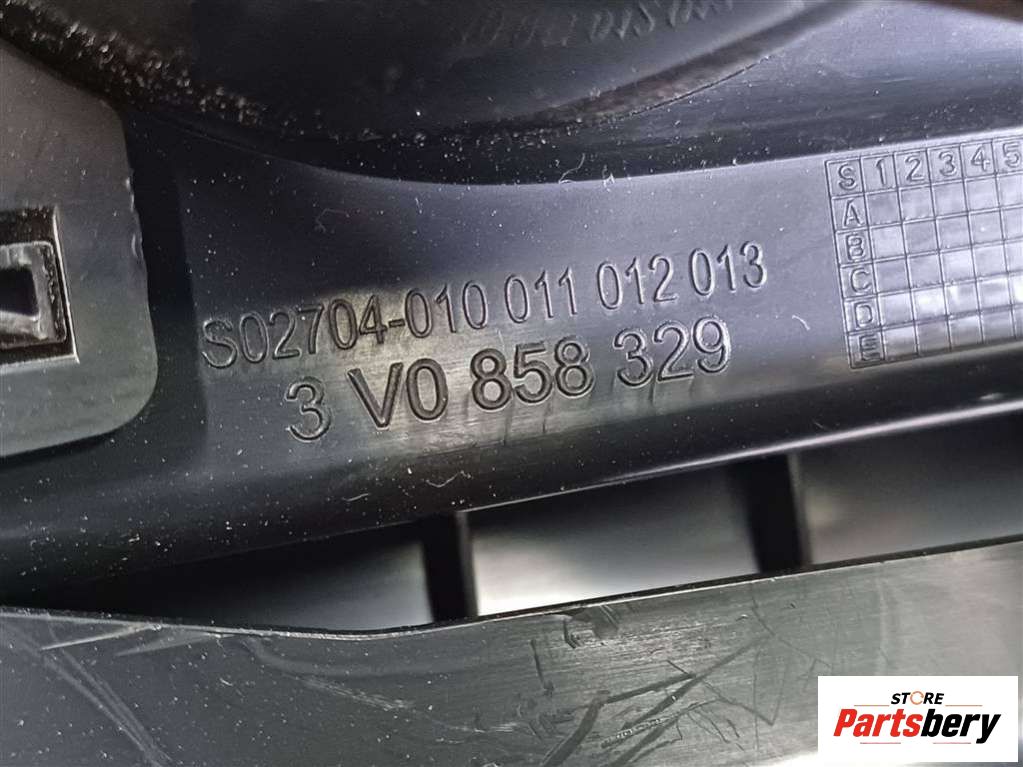 S02704-010 011 012 013
3 V0 858 329
S 1 2 3 4 5
A
B
C
D
E
STORE
Partsbery